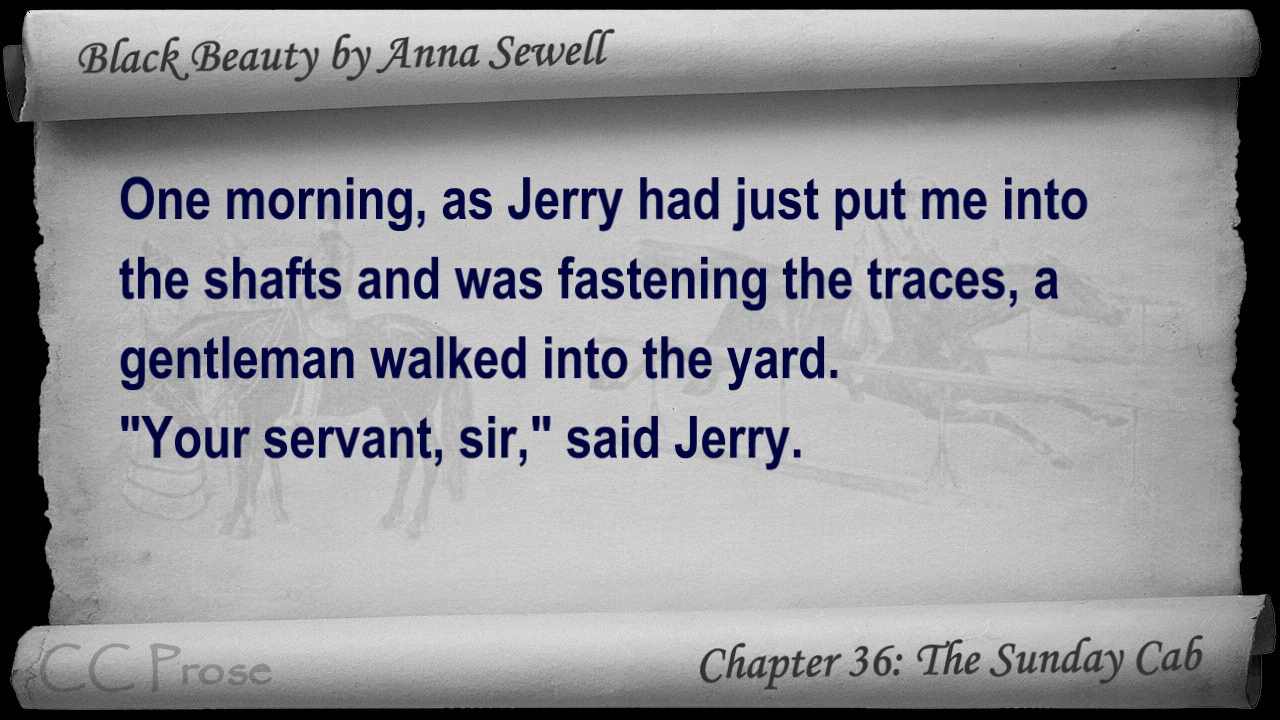 Black Beauty by Anna Sewell
One morning, as Jerry had just put me into
the shafts and was fastening the traces, a
gentleman walked into the yard.
"Your servant, sir," said Jerry.
CC Prose
Chapter 36: The Sunday Cab